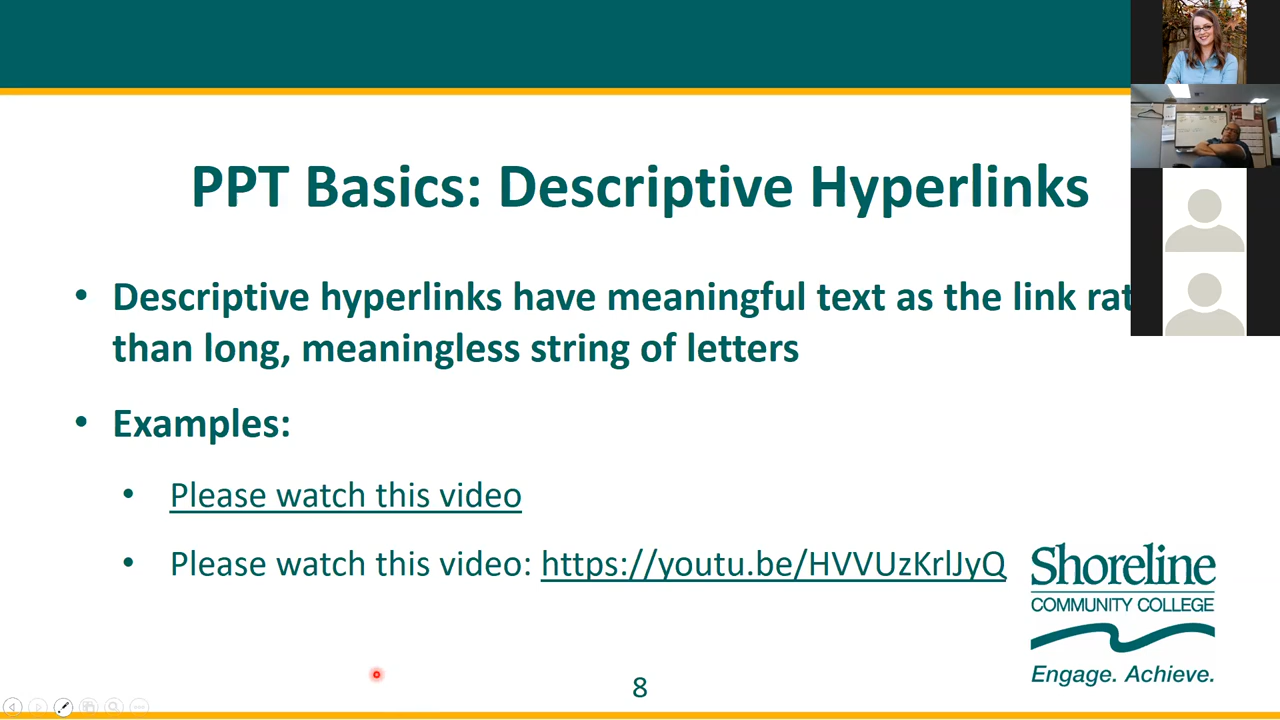 PPT Basics: Descriptive Hyperlinks
• Descriptive hyperlinks have meaningful text as the link
than long, meaningless string of letters
• Examples:
• Please watch this video
• Please watch this video: https://youtu.be/HVVUzKrlJyQ
Shoreline
COMMUNITY COLLEGE
Engage. Achieve.
8